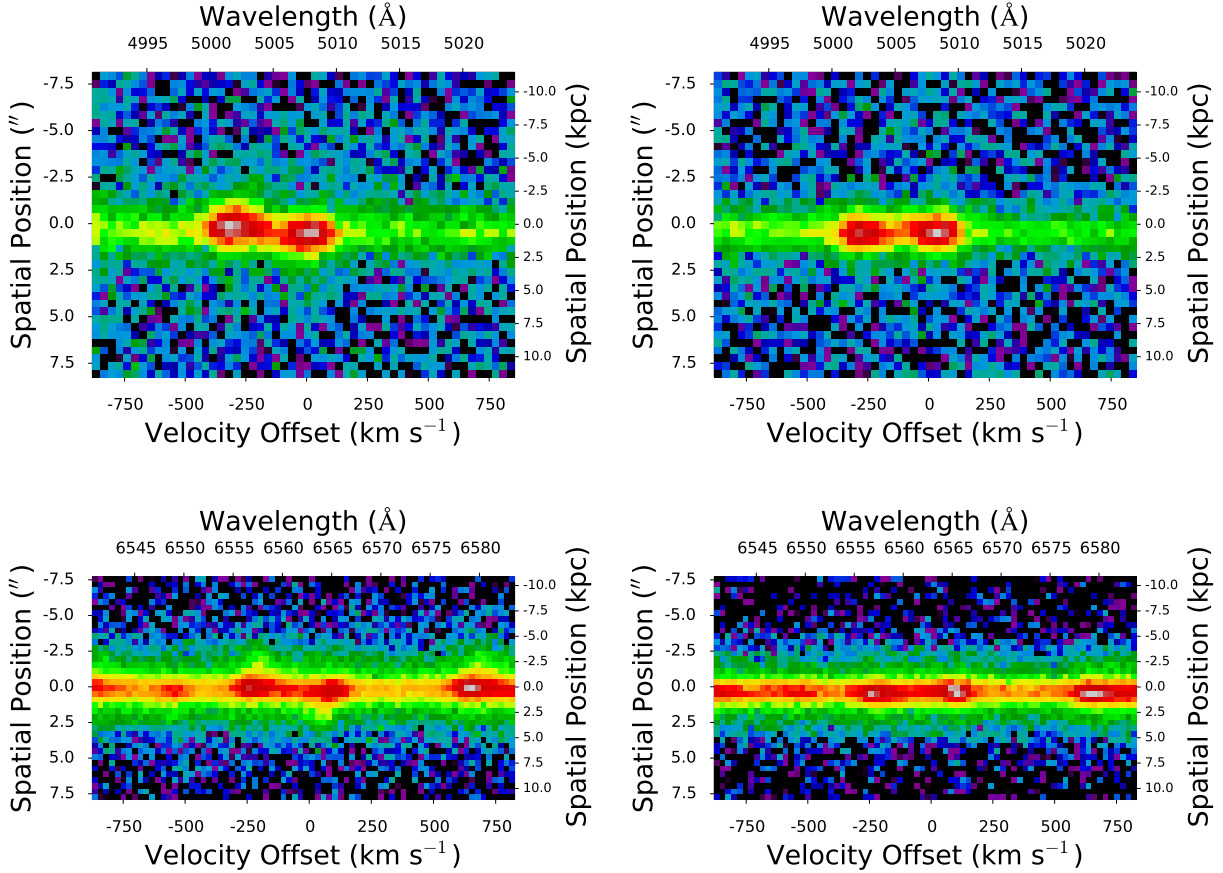 Wavelength (Å)
4995 5000 5005 5010 5015 5020
Spatial Position (″)
-7.5
-5.0
-2.5
0.0
2.5
5.0
7.5
Spatial Position (kpc)
-10.0
-7.5
-5.0
-2.5
0.0
2.5
5.0
7.5
10.0
-750 -500 -250 0 250 500 750
Velocity Offset (km s⁻¹)
Wavelength (Å)
4995 5000 5005 5010 5015 5020
Spatial Position (″)
-7.5
-5.0
-2.5
0.0
2.5
5.0
7.5
Spatial Position (kpc)
-10.0
-7.5
-5.0
-2.5
0.0
2.5
5.0
7.5
10.0
-750 -500 -250 0 250 500 750
Velocity Offset (km s⁻¹)
Wavelength (Å)
6545 6550 6555 6560 6565 6570 6575 6580
Spatial Position (″)
-7.5
-5.0
-2.5
0.0
2.5
5.0
7.5
Spatial Position (kpc)
-10.0
-7.5
-5.0
-2.5
0.0
2.5
5.0
7.5
10.0
-750 -500 -250 0 250 500 750
Velocity Offset (km s⁻¹)
Wavelength (Å)
6545 6550 6555 6560 6565 6570 6575 6580
Spatial Position (″)
-7.5
-5.0
-2.5
0.0
2.5
5.0
7.5
Spatial Position (kpc)
-10.0
-7.5
-5.0
-2.5
0.0
2.5
5.0
7.5
10.0
-750 -500 -250 0 250 500 750
Velocity Offset (km s⁻¹)